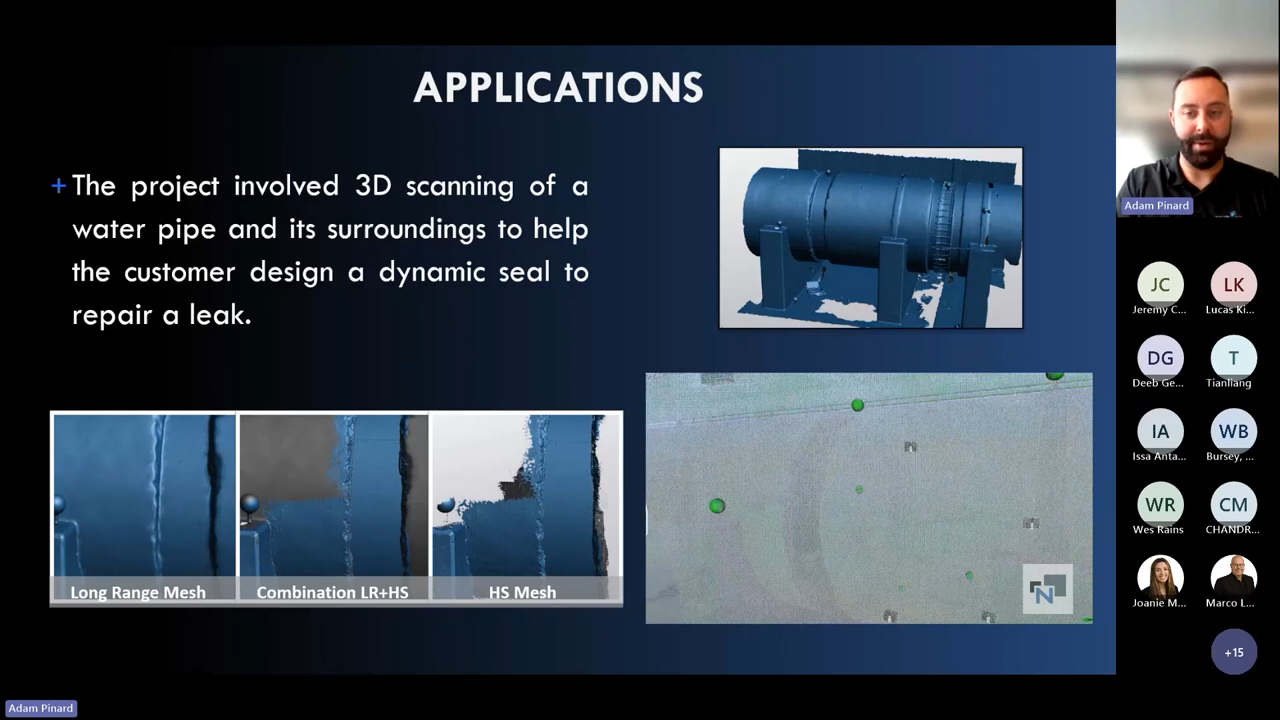 APPLICATIONS
+ The project involved 3D scanning of a
water pipe and its surroundings to help
the customer design a dynamic seal to
repair a leak.
Long Range Mesh
Combination LR+HS
HS Mesh
N
Adam Pinard
JC
LK
Jeremy C...
Lucas Ki...
DG
T
Deeb Ge...
Tianliang
IA
WB
Issa Anta...
Bursey, ...
WR
CM
Wes Rains
CHANDR...
Joanie M...
Marco L...
+15
Adam Pinard